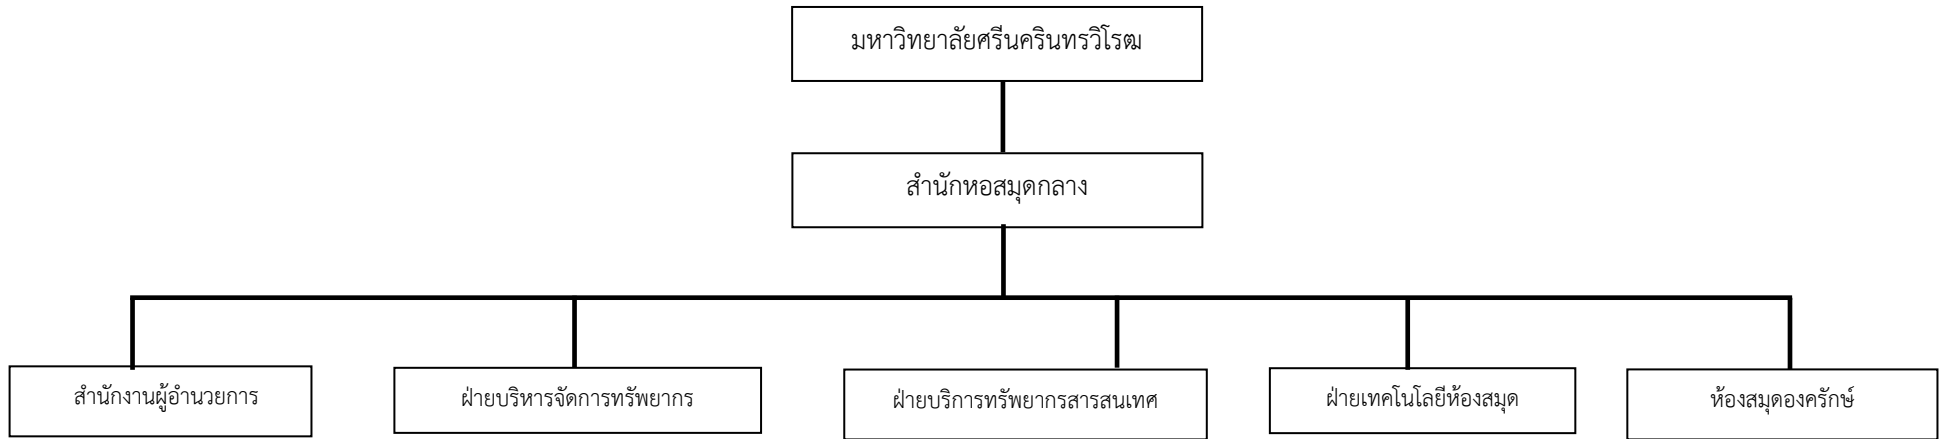 มหาวิทยาลัยศรีนครินทรวิโรฒ
สำนักหอสมุดกลาง
สำนักงานผู้อำนวยการ
ฝ่ายบริหารจัดการทรัพยากร
ฝ่ายบริการทรัพยากรสารสนเทศ
ฝ่ายเทคโนโลยีห้องสมุด
ห้องสมุดองครักษ์